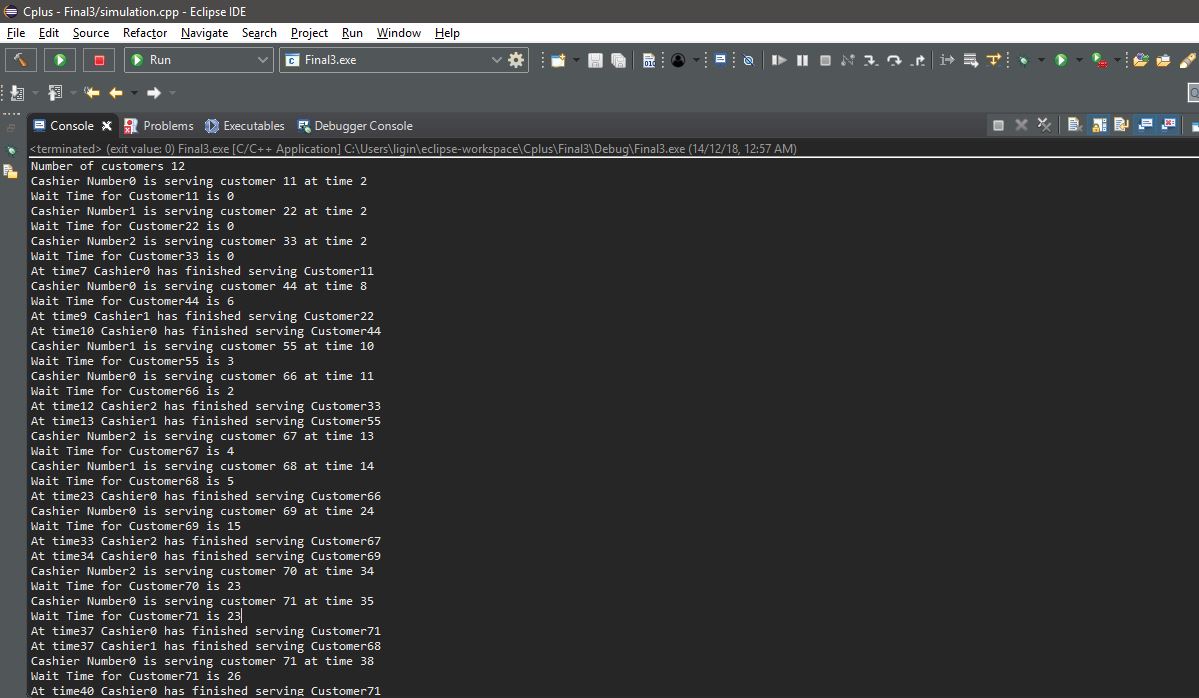 Cplus - Final3/simulation.cpp - Eclipse IDE
File Edit Source Refactor Navigate Search Project Run Window Help
Run Final3.exe
Console Problems Executables Debugger Console
<terminated> (exit value: 0) Final3.exe [C/C++ Application] C:\Users\ligin\eclipse-workspace\Cplus\Final3\Debug\Final3.exe (14/12/18, 12:57 AM)
Number of customers 12
Cashier Number0 is serving customer 11 at time 2
Wait Time for Customer11 is 0
Cashier Number1 is serving customer 22 at time 2
Wait Time for Customer22 is 0
Cashier Number2 is serving customer 33 at time 2
Wait Time for Customer33 is 0
At time7 Cashier0 has finished serving Customer11
Cashier Number0 is serving customer 44 at time 8
Wait Time for Customer44 is 6
At time9 Cashier1 has finished serving Customer22
At time10 Cashier0 has finished serving Customer44
Cashier Number1 is serving customer 55 at time 10
Wait Time for Customer55 is 3
Cashier Number0 is serving customer 66 at time 11
Wait Time for Customer66 is 2
At time12 Cashier2 has finished serving Customer33
At time13 Cashier1 has finished serving Customer55
Cashier Number2 is serving customer 67 at time 13
Wait Time for Customer67 is 4
Cashier Number1 is serving customer 68 at time 14
Wait Time for Customer68 is 5
At time23 Cashier0 has finished serving Customer66
Cashier Number0 is serving customer 69 at time 24
Wait Time for Customer69 is 15
At time33 Cashier2 has finished serving Customer67
At time34 Cashier0 has finished serving Customer69
Cashier Number2 is serving customer 70 at time 34
Wait Time for Customer70 is 23
Cashier Number0 is serving customer 71 at time 35
Wait Time for Customer71 is 23
At time37 Cashier0 has finished serving Customer71
At time37 Cashier1 has finished serving Customer68
Cashier Number0 is serving customer 71 at time 38
Wait Time for Customer71 is 26
At time40 Cashier0 has finished serving Customer71